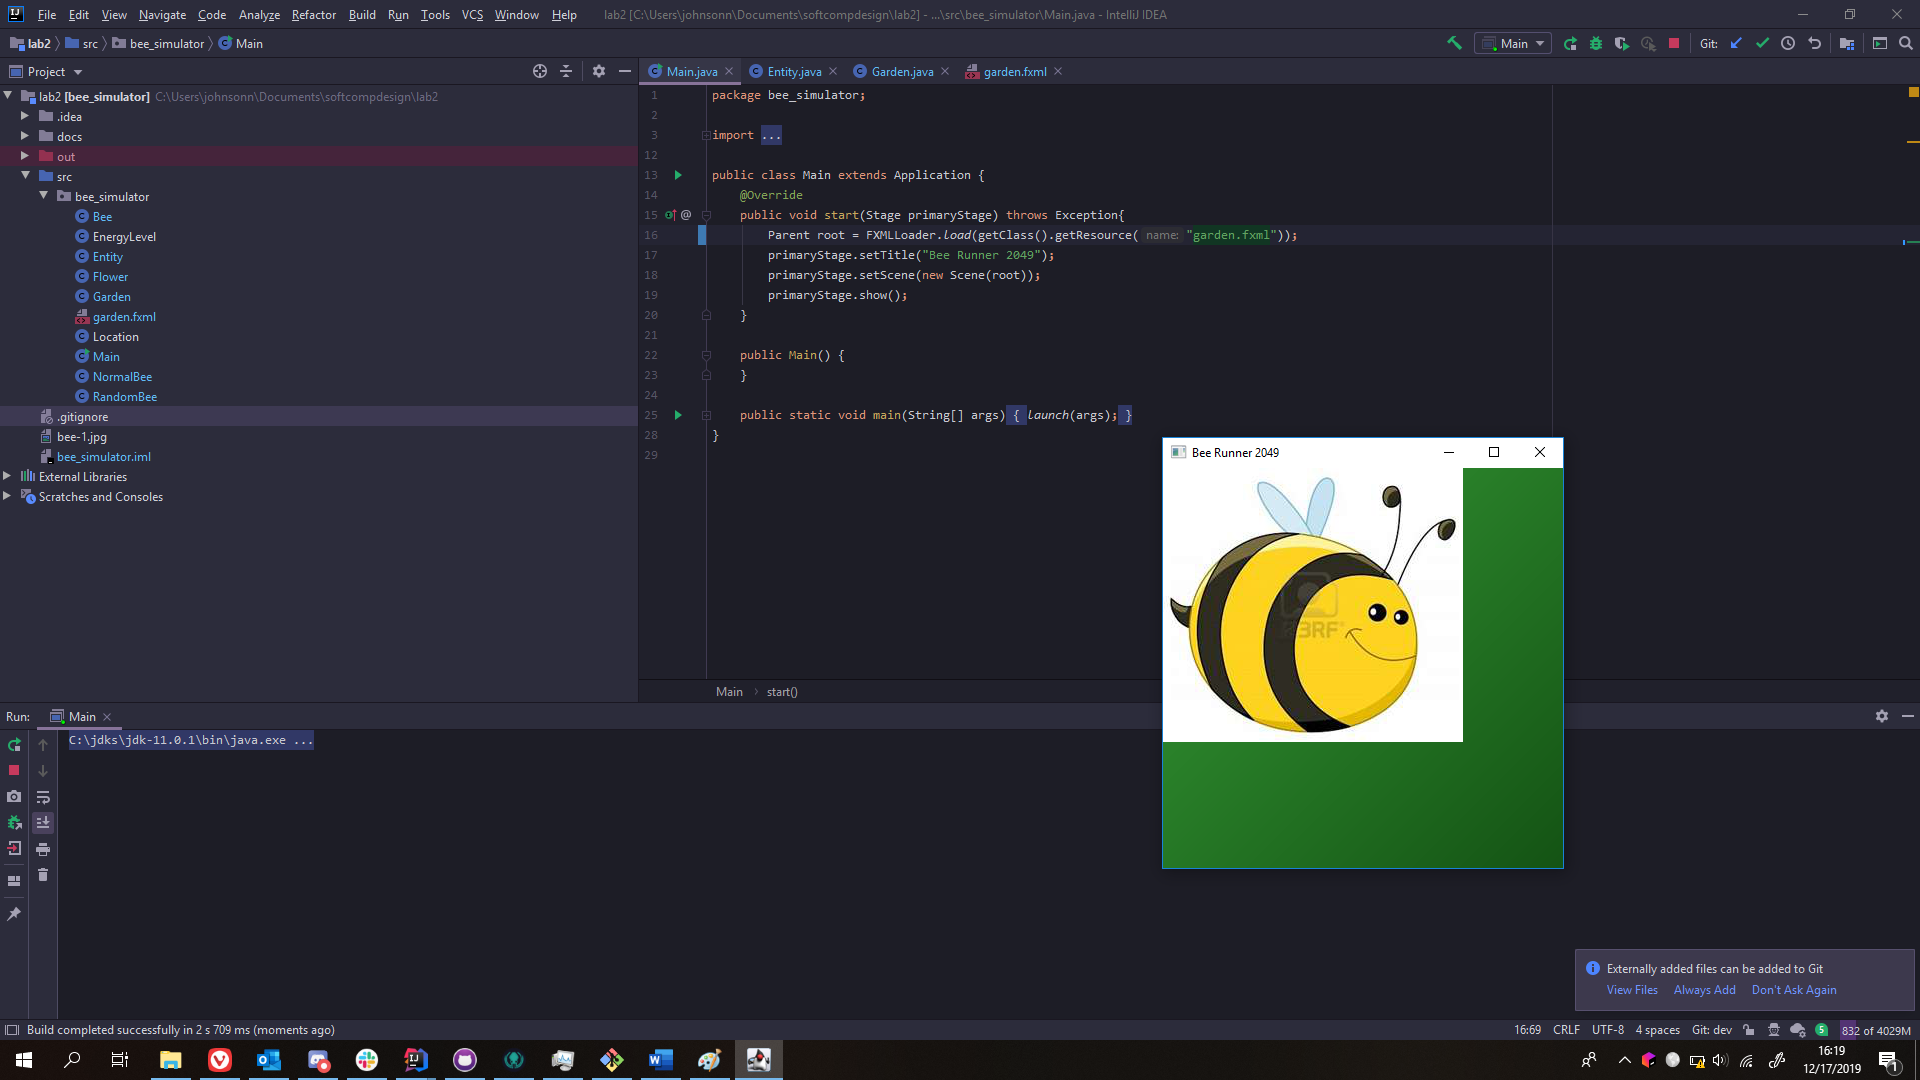 File Edit View Navigate Code Analyze Refactor Build Run Tools VCS Window Help lab2 [C:\Users\johnsonn\Documents\softcompdesign\lab2] - ...\src\bee_simulator\Main.java - IntelliJ IDEA
lab2 src bee_simulator Main
Main Git:
Project
Main.java Entity.java Garden.java garden.fxml
lab2 [bee_simulator] C:\Users\johnsonn\Documents\softcompdesign\lab2
.idea
docs
out
src
bee_simulator
Bee
EnergyLevel
Entity
Flower
Garden
garden.fxml
Location
Main
NormalBee
RandomBee
.gitignore
bee-1.jpg
bee_simulator.iml
External Libraries
Scratches and Consoles
1 package bee_simulator;
2
3 import ...
12
13 public class Main extends Application {
14 @Override
15 public void start(Stage primaryStage) throws Exception{
16 Parent root = FXMLLoader.load(getClass().getResource( name: "garden.fxml"));
17 primaryStage.setTitle("Bee Runner 2049");
18 primaryStage.setScene(new Scene(root));
19 primaryStage.show();
20 }
21
22 public Main() {
23 }
24
25 public static void main(String[] args) { launch(args); }
28 }
29
Main start()
Bee Runner 2049
Run: Main
C:\jdks\jdk-11.0.1\bin\java.exe ...
Externally added files can be added to Git
View Files Always Add Don't Ask Again
Build completed successfully in 2 s 709 ms (moments ago)
16:69 CRLF UTF-8 4 spaces Git: dev 5 832 of 4029M
16:19
12/17/2019
1